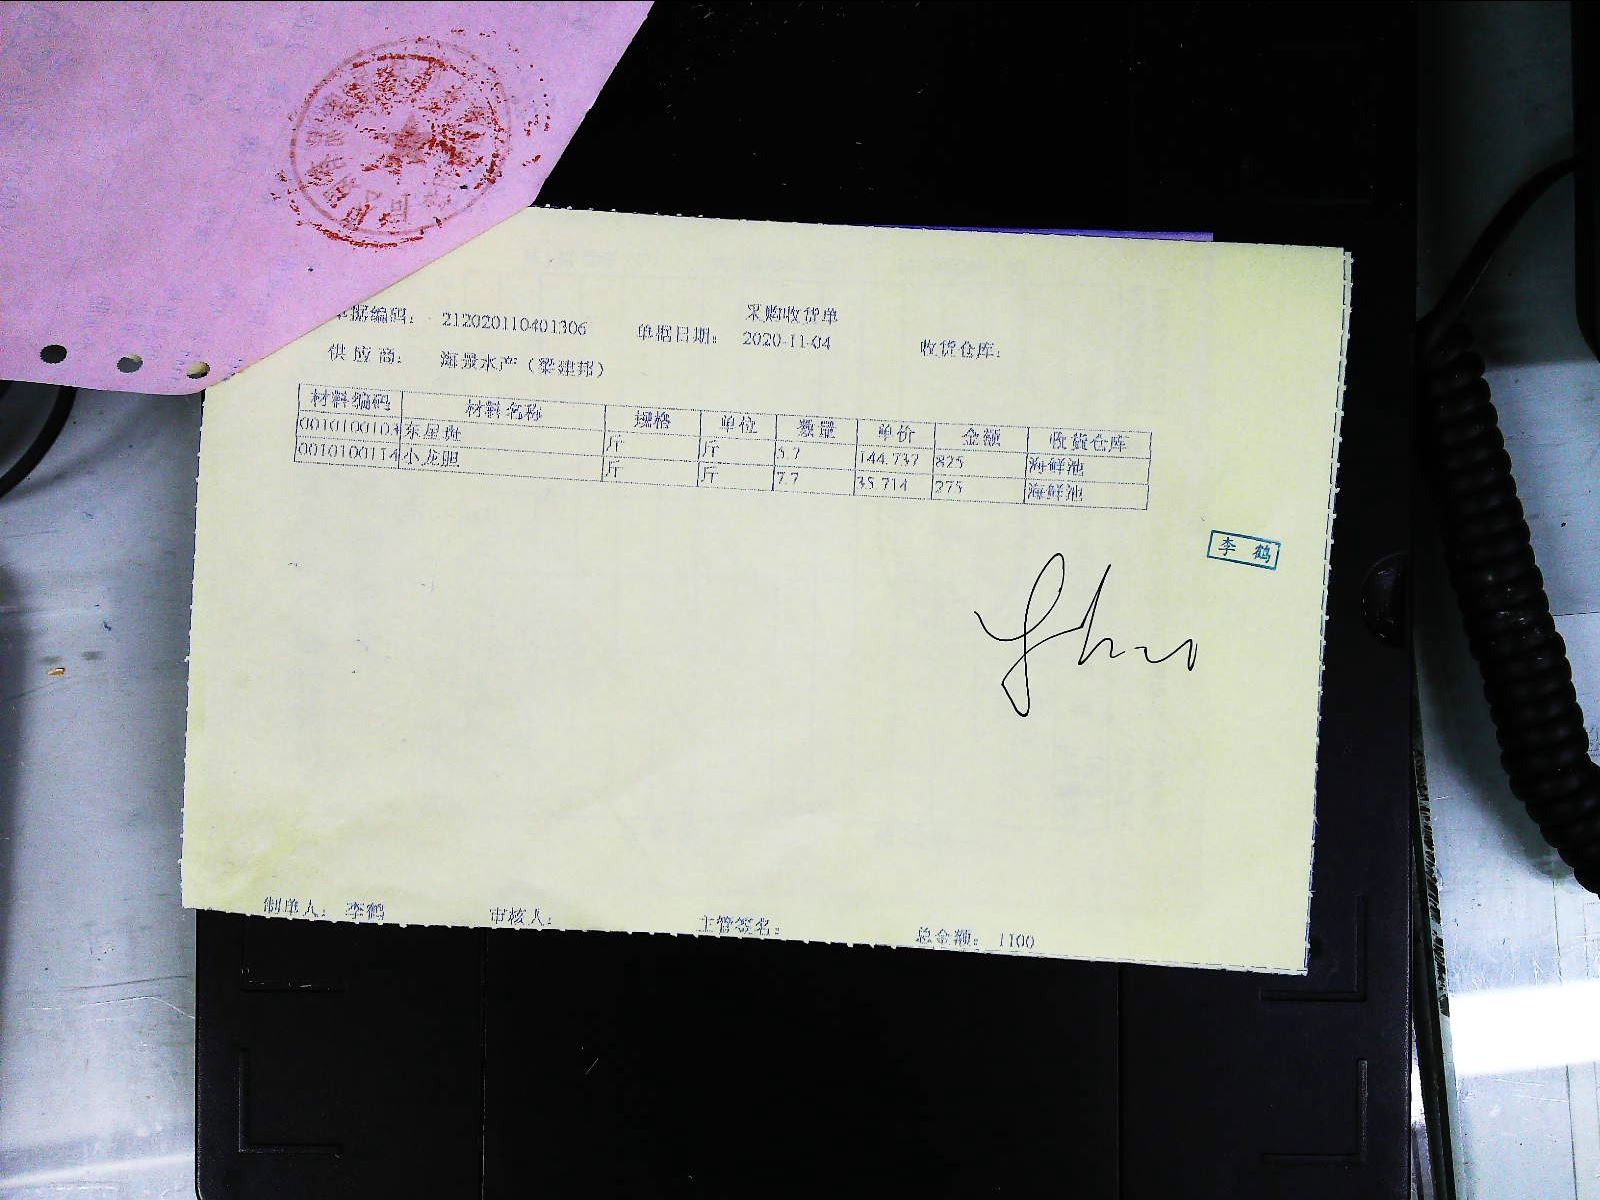 采购收货单
单据编码： 212020110401306 单据日期： 2020-11-04 收货仓库：
供应商： 海景水产（梁建邦）
材料编码 材料名称 规格 单位 数量 单价 金额 收货仓库
0010100103 东星斑 斤 斤 5.7 144.737 825 海鲜池
0010100114 小龙胆 斤 斤 7.7 35.714 275 海鲜池
李鹤
制单人： 李鹤 审核人： 主管签名： 总金额： 1100